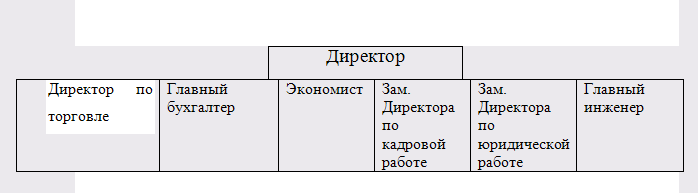 Директор
Директор по
торговле
Главный
бухгалтер
Экономист
Зам.
Директора
по
кадровой
работе
Зам.
Директора
по
юридической
работе
Главный
инженер